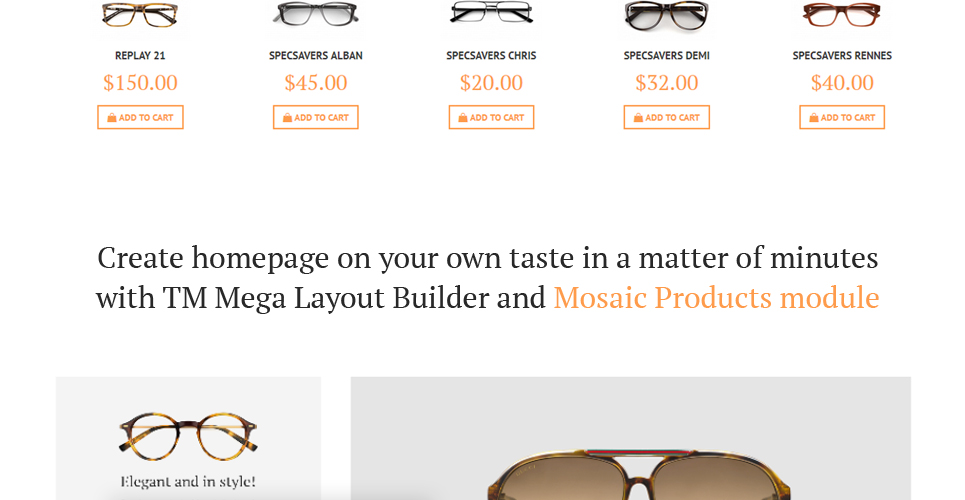 REPLAY 21
SPECSAVERS ALBAN
SPECSAVERS CHRIS
SPECSAVERS DEMI
SPECSAVERS RENNES
$150.00
$45.00
$20.00
$32.00
$40.00
ADD TO CART
ADD TO CART
ADD TO CART
ADD TO CART
ADD TO CART
Create homepage on your own taste in a matter of minutes
with TM Mega Layout Builder and Mosaic Products module
Elegant and in style!